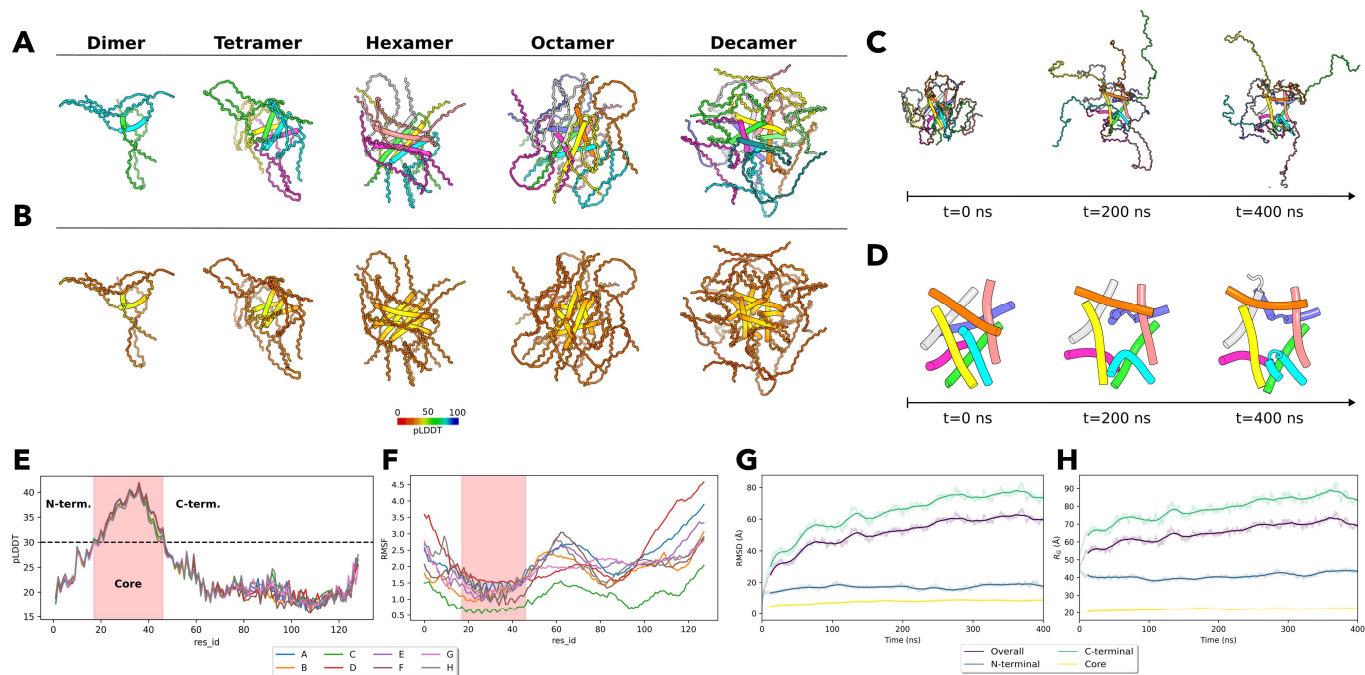 A
Dimer Tetramer Hexamer Octamer Decamer
B
0 50 100
pLDDT
C
t=0 ns t=200 ns t=400 ns
D
t=0 ns t=200 ns t=400 ns
E
N-term. C-term.
Core
pLDDT
40
35
30
25
20
15
0 20 40 60 80 100 120
res_id
F
RMSF
4.5
4.0
3.5
3.0
2.5
2.0
1.5
1.0
0.5
0 20 40 60 80 100 120
res_id
A C E G
B D F H
G
RMSD (Å)
80
60
40
20
0
0 100 200 300 400
Time (ns)
H
R_G (Å)
90
80
70
60
50
40
30
20
0 100 200 300 400
Time (ns)
Overall C-terminal
N-terminal Core